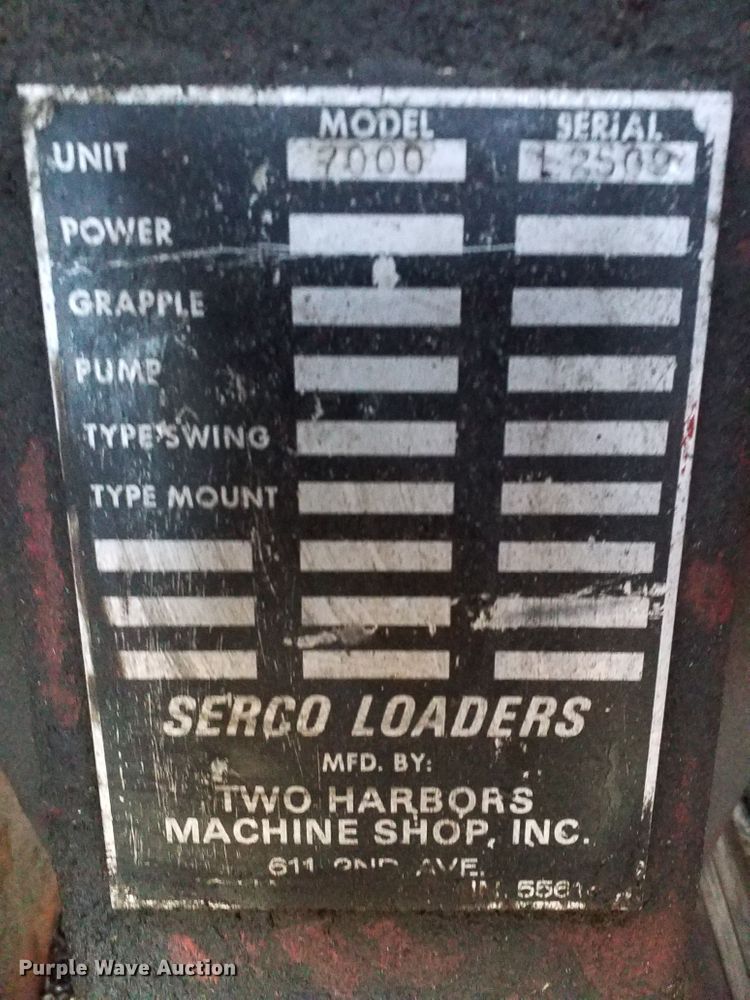 MODEL SERIAL
UNIT 7000
POWER
GRAPPLE
PUMP
TYPE SWING
TYPE MOUNT
SERCO LOADERS
MFD. BY:
TWO HARBORS
MACHINE SHOP, INC.
611 2ND AVE.
Purple Wave Auction